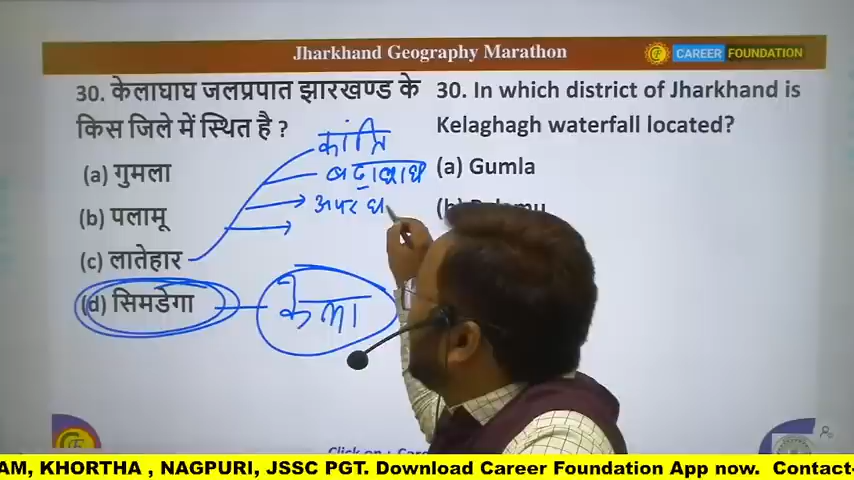 Jharkhand Geography Marathon
CAREER FOUNDATION
30. केलाघाघ जलप्रपात झारखण्ड के
किस जिले में स्थित है ?
(a) गुमला
(b) पलामू
(c) लातेहार
(d) सिमडेगा
कांति
अपर घ
केला
30. In which district of Jharkhand is
Kelaghagh waterfall located?
(a) Gumla
AM, KHORTHA , NAGPURI, JSSC PGT. Download Career Foundation App now. Contact-